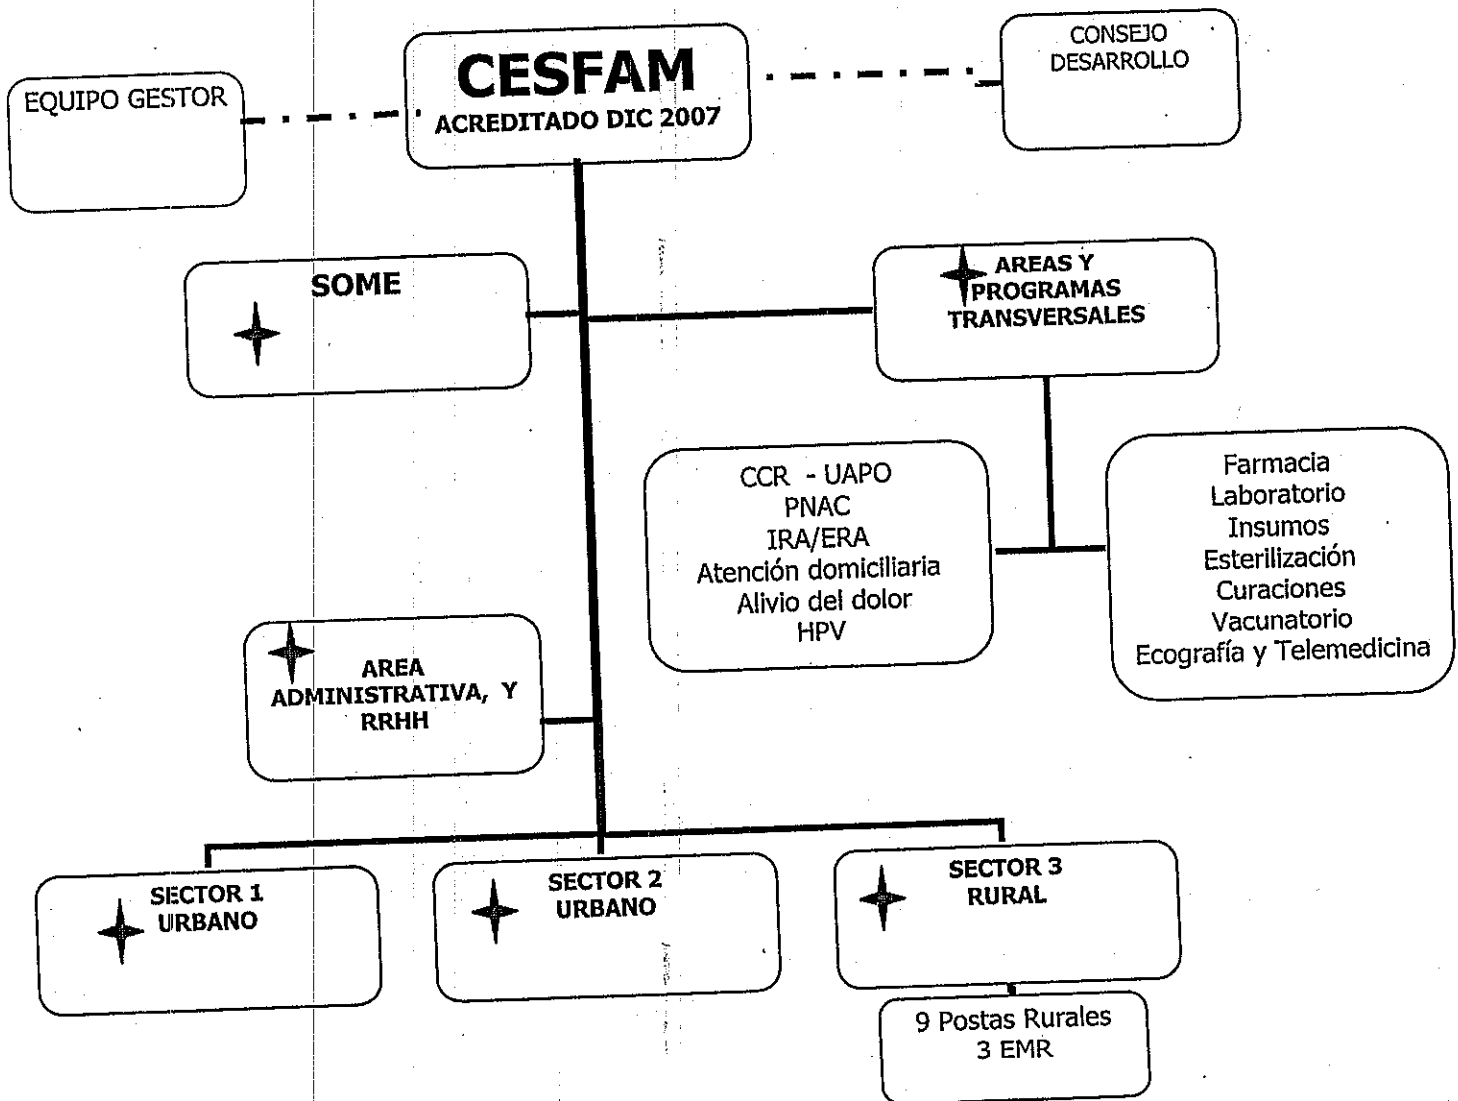 EQUIPO GESTOR
CESFAM
ACREDITADO DIC 2007
CONSEJO
DESARROLLO
SOME
AREAS Y
PROGRAMAS
TRANSVERSALES
CCR - UAPO
PNAC
IRA/ERA
Atención domiciliaria
Alivio del dolor
HPV
Farmacia
Laboratorio
Insumos
Esterilización
Curaciones
Vacunatorio
Ecografía y Telemedicina
AREA
ADMINISTRATIVA, Y
RRHH
SECTOR 1
URBANO
SECTOR 2
URBANO
SECTOR 3
RURAL
9 Postas Rurales
3 EMR